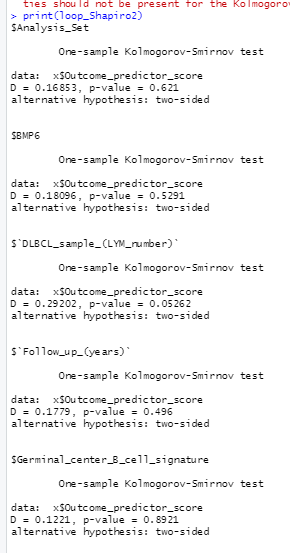 ties should not be present for the Kolmogorov
> print(loop_Shapiro2)
$Analysis_Set
One-sample Kolmogorov-Smirnov test
data:  x$Outcome_predictor_score
D = 0.16853, p-value = 0.621
alternative hypothesis: two-sided
$BMP6
One-sample Kolmogorov-Smirnov test
data:  x$Outcome_predictor_score
D = 0.18096, p-value = 0.5291
alternative hypothesis: two-sided
$`DLBCL_sample_(LYM_number)`
One-sample Kolmogorov-Smirnov test
data:  x$Outcome_predictor_score
D = 0.29202, p-value = 0.05262
alternative hypothesis: two-sided
$`Follow_up_(years)`
One-sample Kolmogorov-Smirnov test
data:  x$Outcome_predictor_score
D = 0.1779, p-value = 0.496
alternative hypothesis: two-sided
$Germinal_center_B_cell_signature
One-sample Kolmogorov-Smirnov test
data:  x$Outcome_predictor_score
D = 0.1221, p-value = 0.8921
alternative hypothesis: two-sided